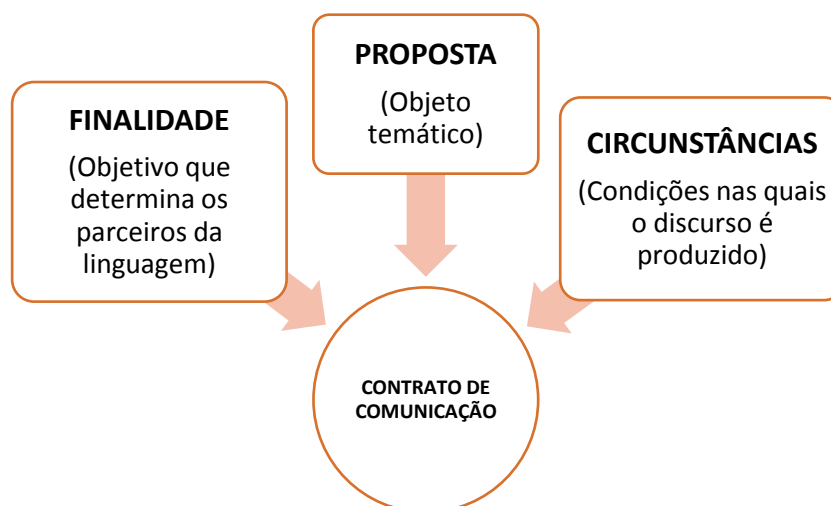 FINALIDADE
(Objetivo que
determina os
parceiros da
linguagem)
PROPOSTA
(Objeto
temático)
CIRCUNSTÂNCIAS
(Condições nas quais
o discurso é
produzido)
CONTRATO DE
COMUNICAÇÃO